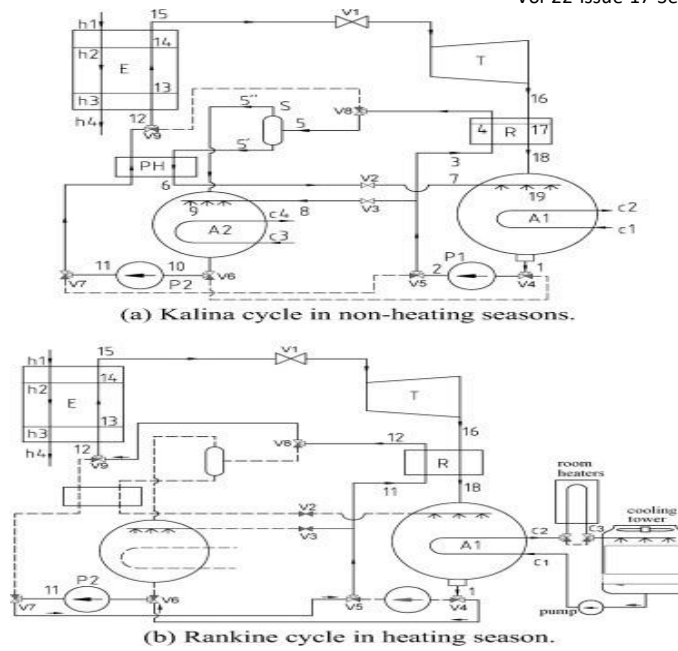 Vol 22 Issue 17 Se
15 V1
h1 14 T
h2 E
13 16
h3 5" S V8
h4 12 5 4 R 17
V9 5' 3 18
PH V2
6 7 19
9 8 V3 c2
c4 A1
A2 c3 c1
11 10 2 P1 1
V7 P2 V6 V5 V4
(a) Kalina cycle in non-heating seasons.
h1 15 V1
h2 14 T
E
13 16
h3 12 V8 12
h4 V9 R
11 18 room
heaters
V2 cooling
tower
V3 c2 c3
A1
C1
11 P2 1
V7 V6 V5 V4 pump
(b) Rankine cycle in heating season.